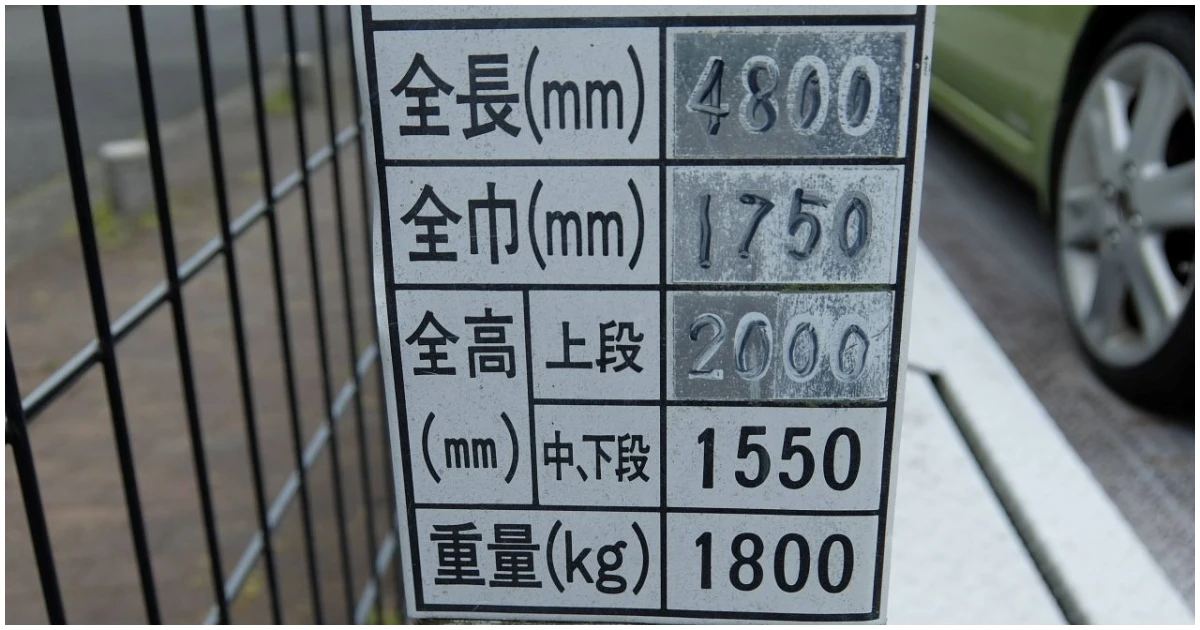 全長(mm) 4800
全巾(mm) 1750
全高 上段 2000
(mm) 中、下段 1550
重量(kg) 1800